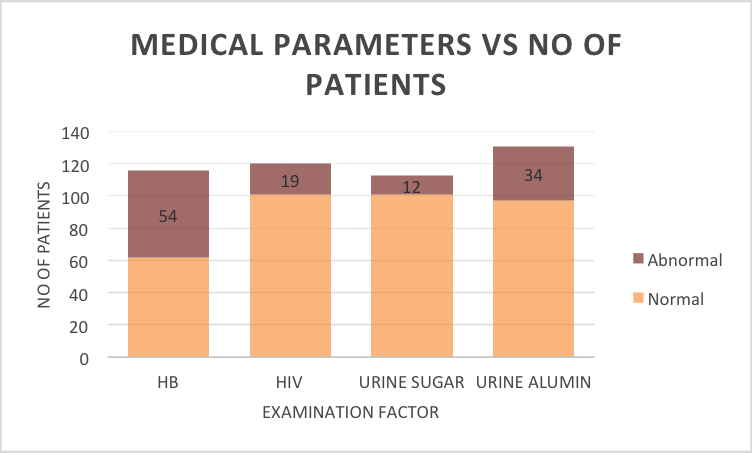 MEDICAL PARAMETERS VS NO OF
PATIENTS
140
120
100
80
60
40
20
0
NO OF PATIENTS
54
19
12
34
HB
HIV
URINE SUGAR
URINE ALUMIN
EXAMINATION FACTOR
Abnormal
Normal